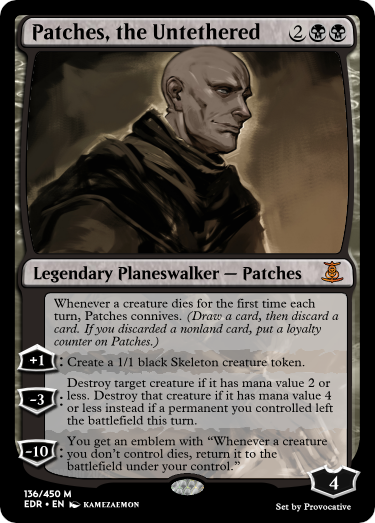 Patches, the Untethered 2
Legendary Planeswalker — Patches
Whenever a creature dies for the first time each
turn, Patches connives. (Draw a card, then discard a
card. If you discarded a nonland card, put a loyalty
counter on Patches.)
+1: Create a 1/1 black Skeleton creature token.
Destroy target creature if it has mana value 2 or
less. Destroy that creature if it has mana value 4
-3: or less instead if a permanent you controlled left
the battlefield this turn.
You get an emblem with “Whenever a creature
-10: you don't control dies, return it to the
battlefield under your control.”
4
136/450 M
EDR • EN KAMEZAEMON
Set by Provocative